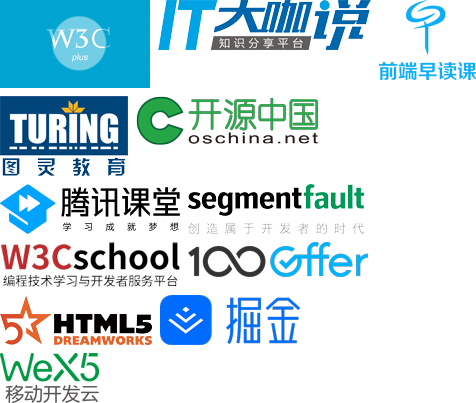 W3C
plus
IT大咖说
知识分享平台
前端早读课
TURING
图灵教育
开源中国
oschina.net
腾讯课堂
学习成就梦想
segmentfault
创造属于开发者的时代
W3Cschool
编程技术学习与开发者服务平台
100offer
5
HTML5
DREAMWORKS
掘金
WeX5
移动开发云